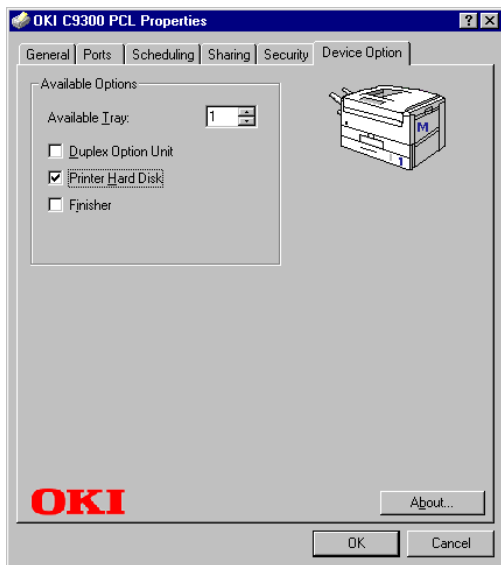 OKI C9300 PCL Properties
General Ports Scheduling Sharing Security Device Option
Available Options
Available Tray: 1
Duplex Option Unit
Printer Hard Disk
Finisher
M
1
OKI
About...
OK Cancel